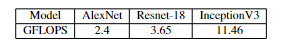 Model AlexNet Resnet-18 InceptionV3
GFLOPS 2.4 3.65 11.46